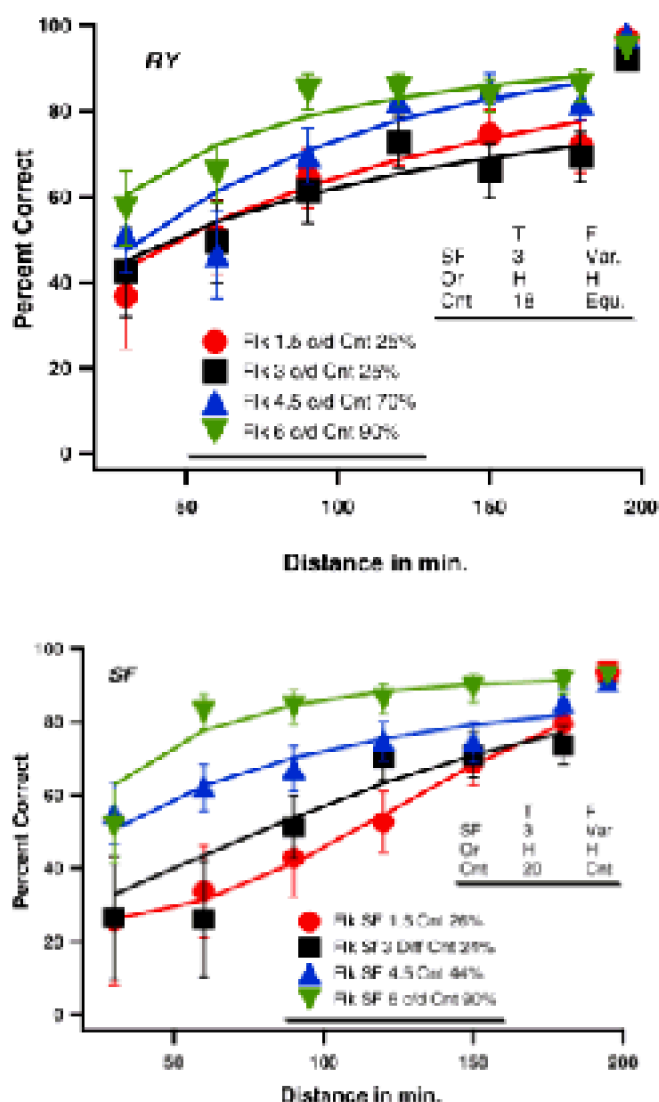 100
80
60
40
20
0
Percent Correct
RY
T F
SF 3 Var.
Or H H
Cnt 18 Equ.
Flk 1.5 c/d Cnt 25%
Flk 3 c/d Cnt 25%
Flk 4.5 c/d Cnt 70%
Flk 6 c/d Cnt 90%
50 100 150 200
Distance in min.
100
80
60
40
20
0
Percent Correct
SF
T F
SF 3 Var
Or H H
Cnt 20 Cnt
Flk SF 1.5 Cnt 26%
Flk Sf 3 Diff Cnt 24%
Flk SF 4.5 Cnt 44%
Flk SF 6 c/d Cnt 90%
50 100 150 200
Distance in min.